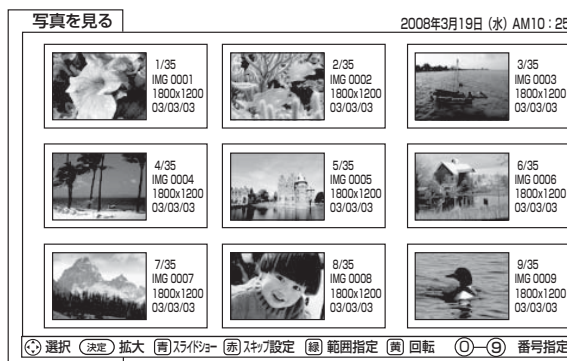 写真を見る
2008年3月19日（水）AM10：25
1/35
IMG 0001
1800x1200
03/03/03
2/35
IMG 0002
1800x1200
03/03/03
3/35
IMG 0003
1800x1200
03/03/03
4/35
IMG 0004
1800x1200
03/03/03
5/35
IMG 0005
1800x1200
03/03/03
6/35
IMG 0006
1800x1200
03/03/03
7/35
IMG 0007
1800x1200
03/03/03
8/35
IMG 0008
1800x1200
03/03/03
9/35
IMG 0009
1800x1200
03/03/03
選択 決定 拡大 青 スライドショー 赤 スキップ設定 緑 範囲指定 黄 回転 0－9 番号指定